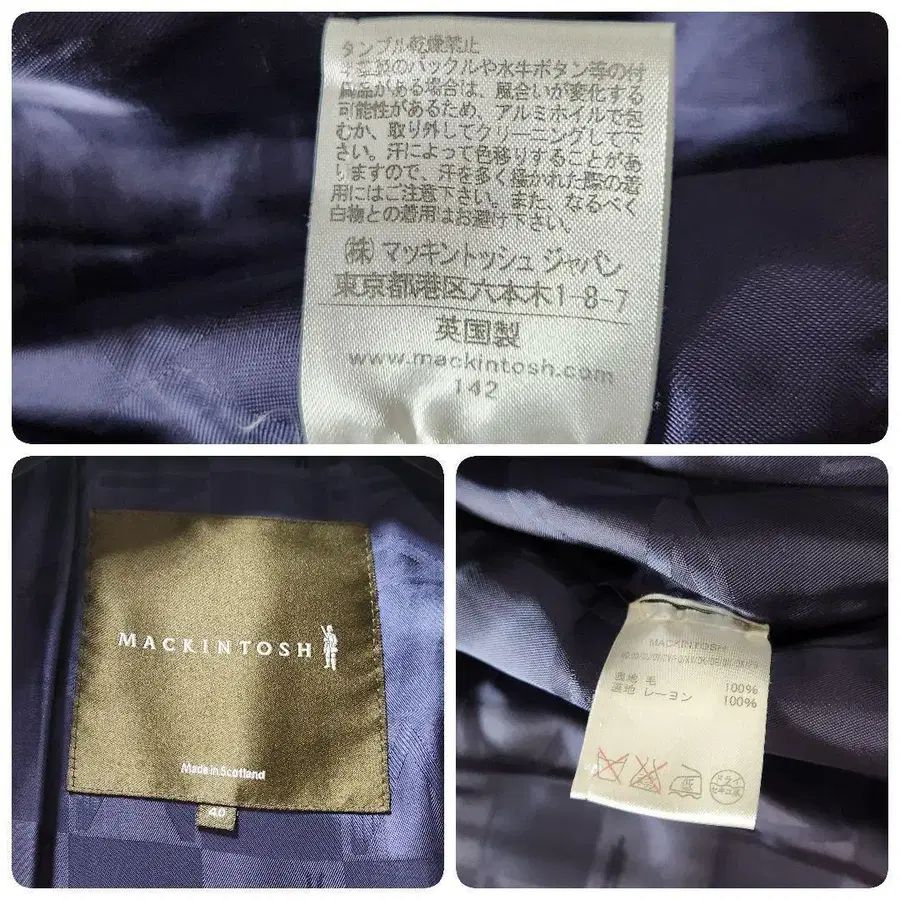 タンブル乾燥禁止
製のバックルや水牛ボタン等の付
属品がある場合は、風合いが変化する
可能性があるため、アルミホイルで包
むか、取り外してクリーニングして下
さい。汗によって色移りすることがあ
りますので、汗を多く掻かれた際の着
用にはご注意下さい。また、なるべく
白物との着用はお避け下さい。
(株)マッキントッシュ ジャパン
東京都港区六本木1-8-7
英国製
www.mackintosh.com
142
MACKINTOSH
Made in Scotland
40
MACKINTOSH
表地 毛 100%
裏地 レーヨン 100%
ドライ
セキユ系